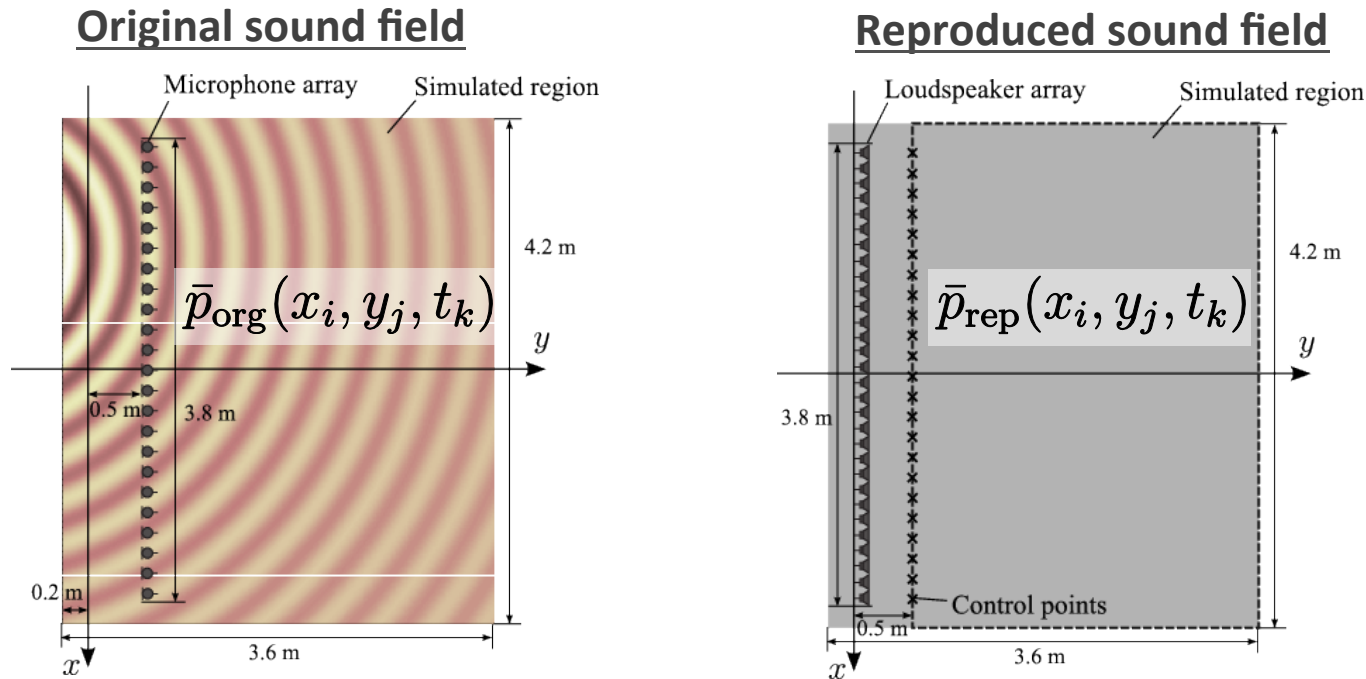 Original sound field
Microphone array
Simulated region
4.2 m
p̄org(xi, yj, tk)
y
0.5 m
3.8 m
0.2 m
3.6 m
x
Reproduced sound field
Loudspeaker array
Simulated region
4.2 m
p̄rep(xi, yj, tk)
y
3.8 m
Control points
0.5 m
3.6 m
x